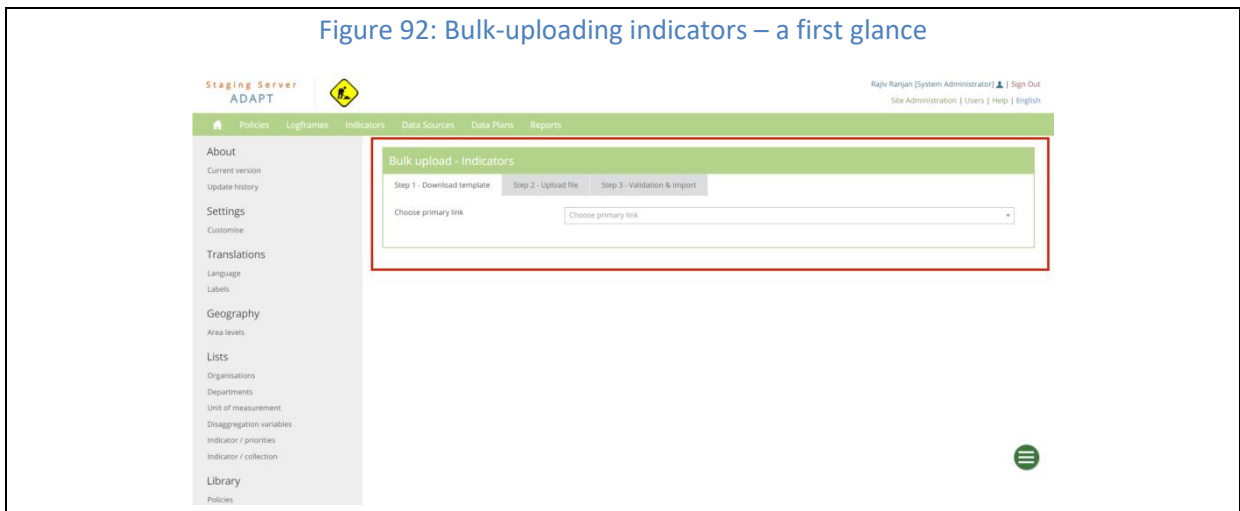 Figure 92: Bulk-uploading indicators – a first glance
Staging Server
ADAPT
Rajiv Ranjan [System Administrator] | Sign Out
Site Administration | Users | Help | English
Policies Logframes Indicators Data Sources Data Plans Reports
About
Current version
Update history
Settings
Customise
Translations
Language
Labels
Geography
Area levels
Lists
Organisations
Departments
Unit of measurement
Disaggregation variables
Indicator / priorities
Indicator / collection
Library
Policies
Bulk upload - Indicators
Step 1 - Download template Step 2 - Upload file Step 3 - Validation & Import
Choose primary link Choose primary link